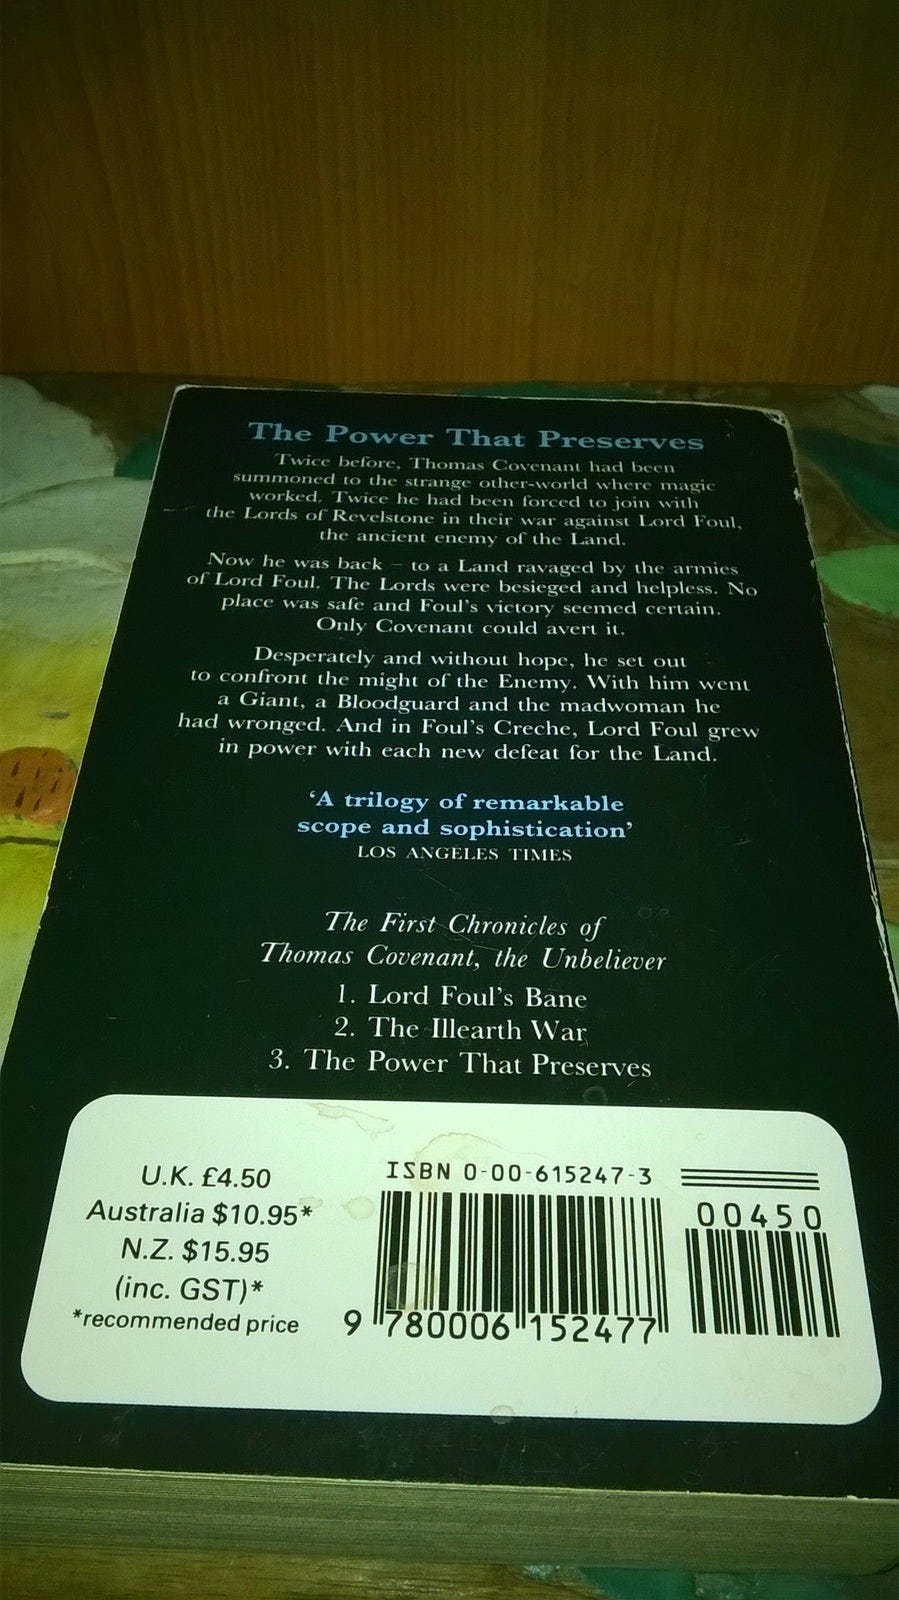 The Power That Preserves
Twice before, Thomas Covenant had been
summoned to the strange other-world where magic
worked. Twice he had been forced to join with
the Lords of Revelstone in their war against Lord Foul,
the ancient enemy of the Land.
Now he was back – to a Land ravaged by the armies
of Lord Foul. The Lords were besieged and helpless. No
place was safe and Foul's victory seemed certain.
Only Covenant could avert it.
Desperately and without hope, he set out
to confront the might of the Enemy. With him went
a Giant, a Bloodguard and the madwoman he
had wronged. And in Foul's Creche, Lord Foul grew
in power with each new defeat for the Land.
‘A trilogy of remarkable
scope and sophistication’
LOS ANGELES TIMES
The First Chronicles of
Thomas Covenant, the Unbeliever
1. Lord Foul's Bane
2. The Illearth War
3. The Power That Preserves
U.K. £4.50
Australia $10.95*
N.Z. $15.95
(inc. GST)*
*recommended price
ISBN 0-00-615247-3
00450
9 780006 152477